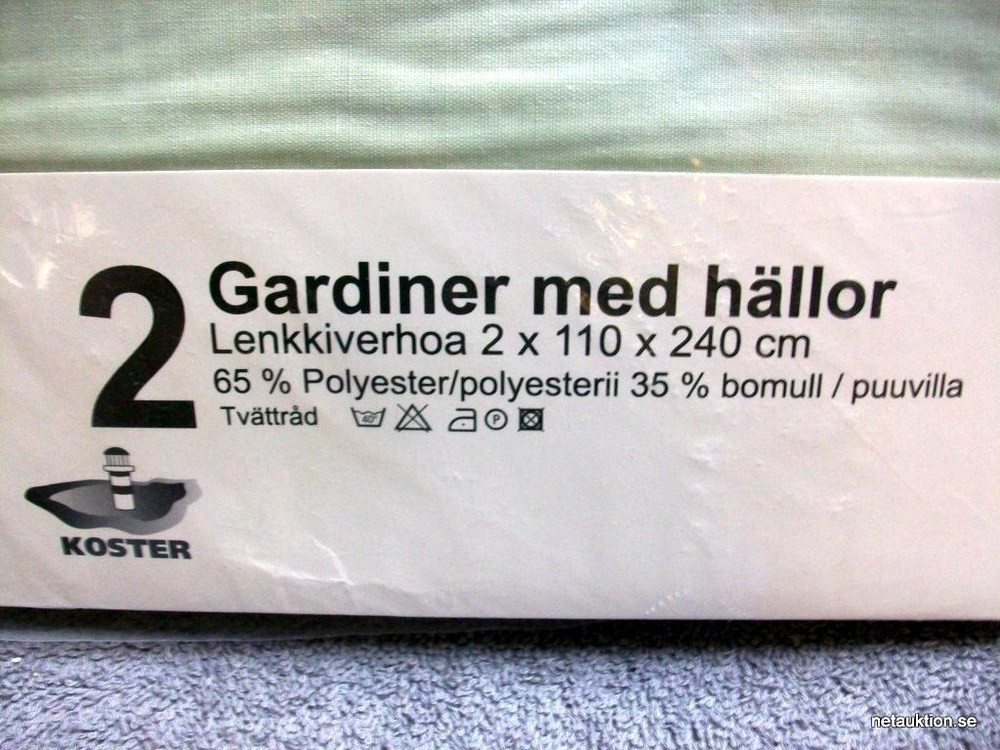 2
Gardiner med hällor
Lenkkiverhoa 2 x 110 x 240 cm
65 % Polyester/polyesterii 35 % bomull / puuvilla
Tvättråd 40° P
KOSTER
netauktion.se